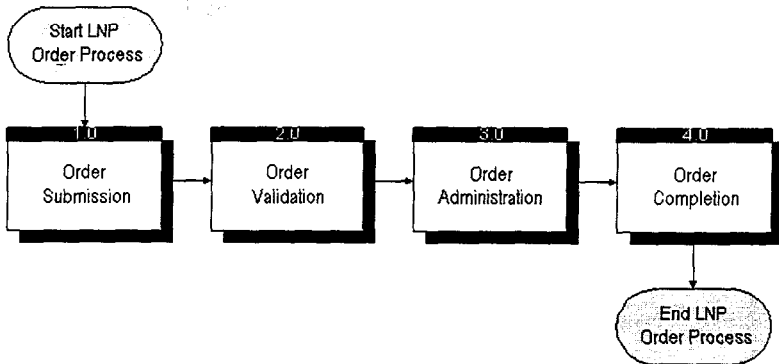 Start LNP
Order Process
1.0
Order
Submission
2.0
Order
Validation
3.0
Order
Administration
4.0
Order
Completion
End LNP
Order Process